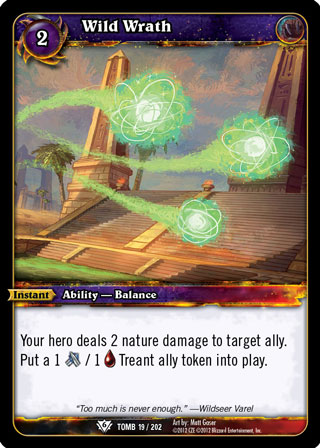 2
Wild Wrath
Instant
Ability — Balance
Your hero deals 2 nature damage to target ally.
Put a 1 / 1 Treant ally token into play.
"Too much is never enough." —Wildseer Varel
TOMB 19 / 202
Art by: Matt Gaser
©2012 CZE ©2012 Blizzard Entertainment, Inc.